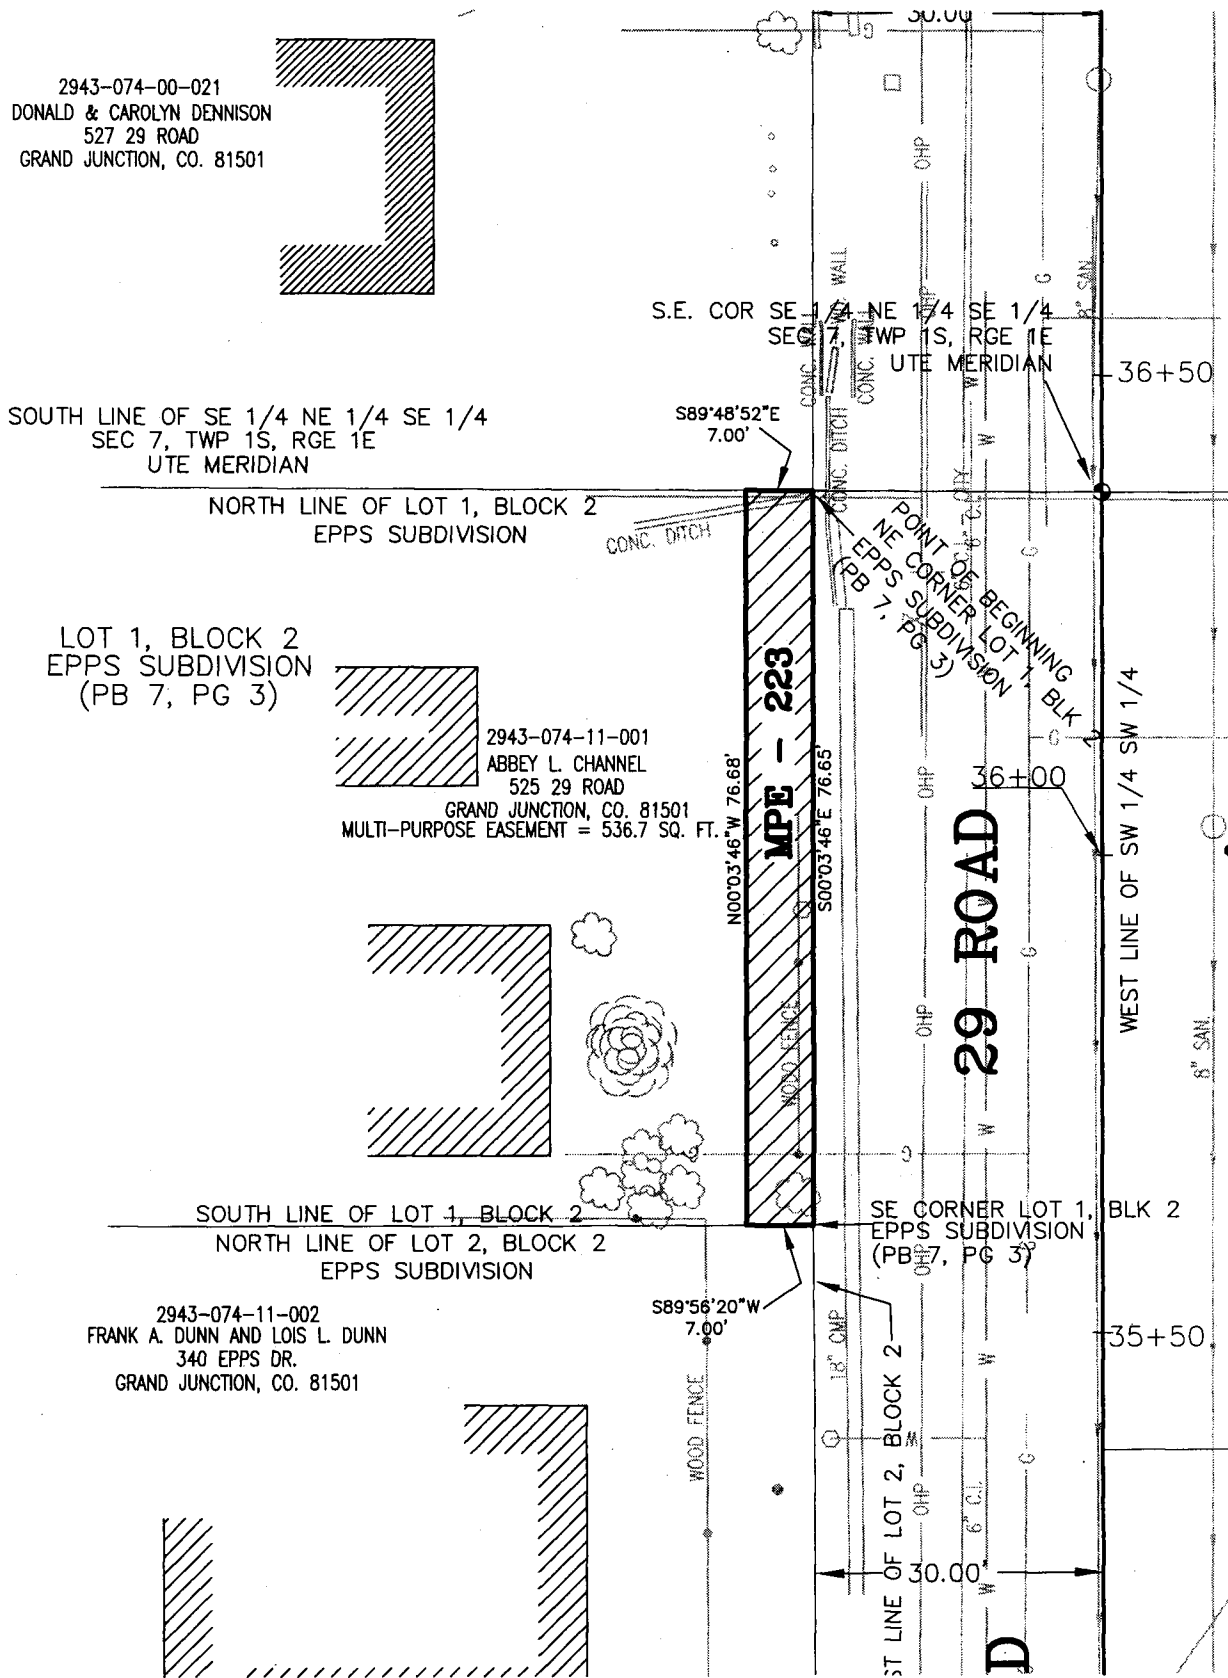 30.00'
2943-074-00-021
DONALD & CAROLYN DENNISON
527 29 ROAD
GRAND JUNCTION, CO. 81501
G
OHP
8" SAN.
G
S.E. COR SE 1/4 NE 1/4 SE 1/4
SEC 7, TWP 1S, RGE 1E
UTE MERIDIAN
CONC. WALL
WALL
CONC. WALL
OHP
W
36+50
SOUTH LINE OF SE 1/4 NE 1/4 SE 1/4
SEC 7, TWP 1S, RGE 1E
UTE MERIDIAN
S89°48'52"E
7.00'
CONC. DITCH
W
NORTH LINE OF LOT 1, BLOCK 2
EPPS SUBDIVISION
CONC. DITCH
POINT OF BEGINNING
NE CORNER LOT 1, BLK 2
EPPS SUBDIVISION
(PB 7, PG 3)
G
LOT 1, BLOCK 2
EPPS SUBDIVISION
(PB 7, PG 3)
2943-074-11-001
ABBEY L. CHANNEL
525 29 ROAD
GRAND JUNCTION, CO. 81501
MULTI-PURPOSE EASEMENT = 536.7 SQ. FT.
N00°03'46"W 76.68'
MPE - 223
S00°03'46"E 76.65'
OHP
G
36+00
WEST LINE OF SW 1/4 SW 1/4
29 ROAD
W
G
OHP
WOOD FENCE
8" SAN.
W
G
G
SOUTH LINE OF LOT 1, BLOCK 2
NORTH LINE OF LOT 2, BLOCK 2
EPPS SUBDIVISION
SE CORNER LOT 1, BLK 2
EPPS SUBDIVISION
(PB 7, PG 3)
OHP
2943-074-11-002
FRANK A. DUNN AND LOIS L. DUNN
340 EPPS DR.
GRAND JUNCTION, CO. 81501
S89°56'20"W
7.00'
18" CMP
W
35+50
WOOD FENCE
W
OHP
6" C.I.
G
ST LINE OF LOT 2, BLOCK 2
30.00'
W
D